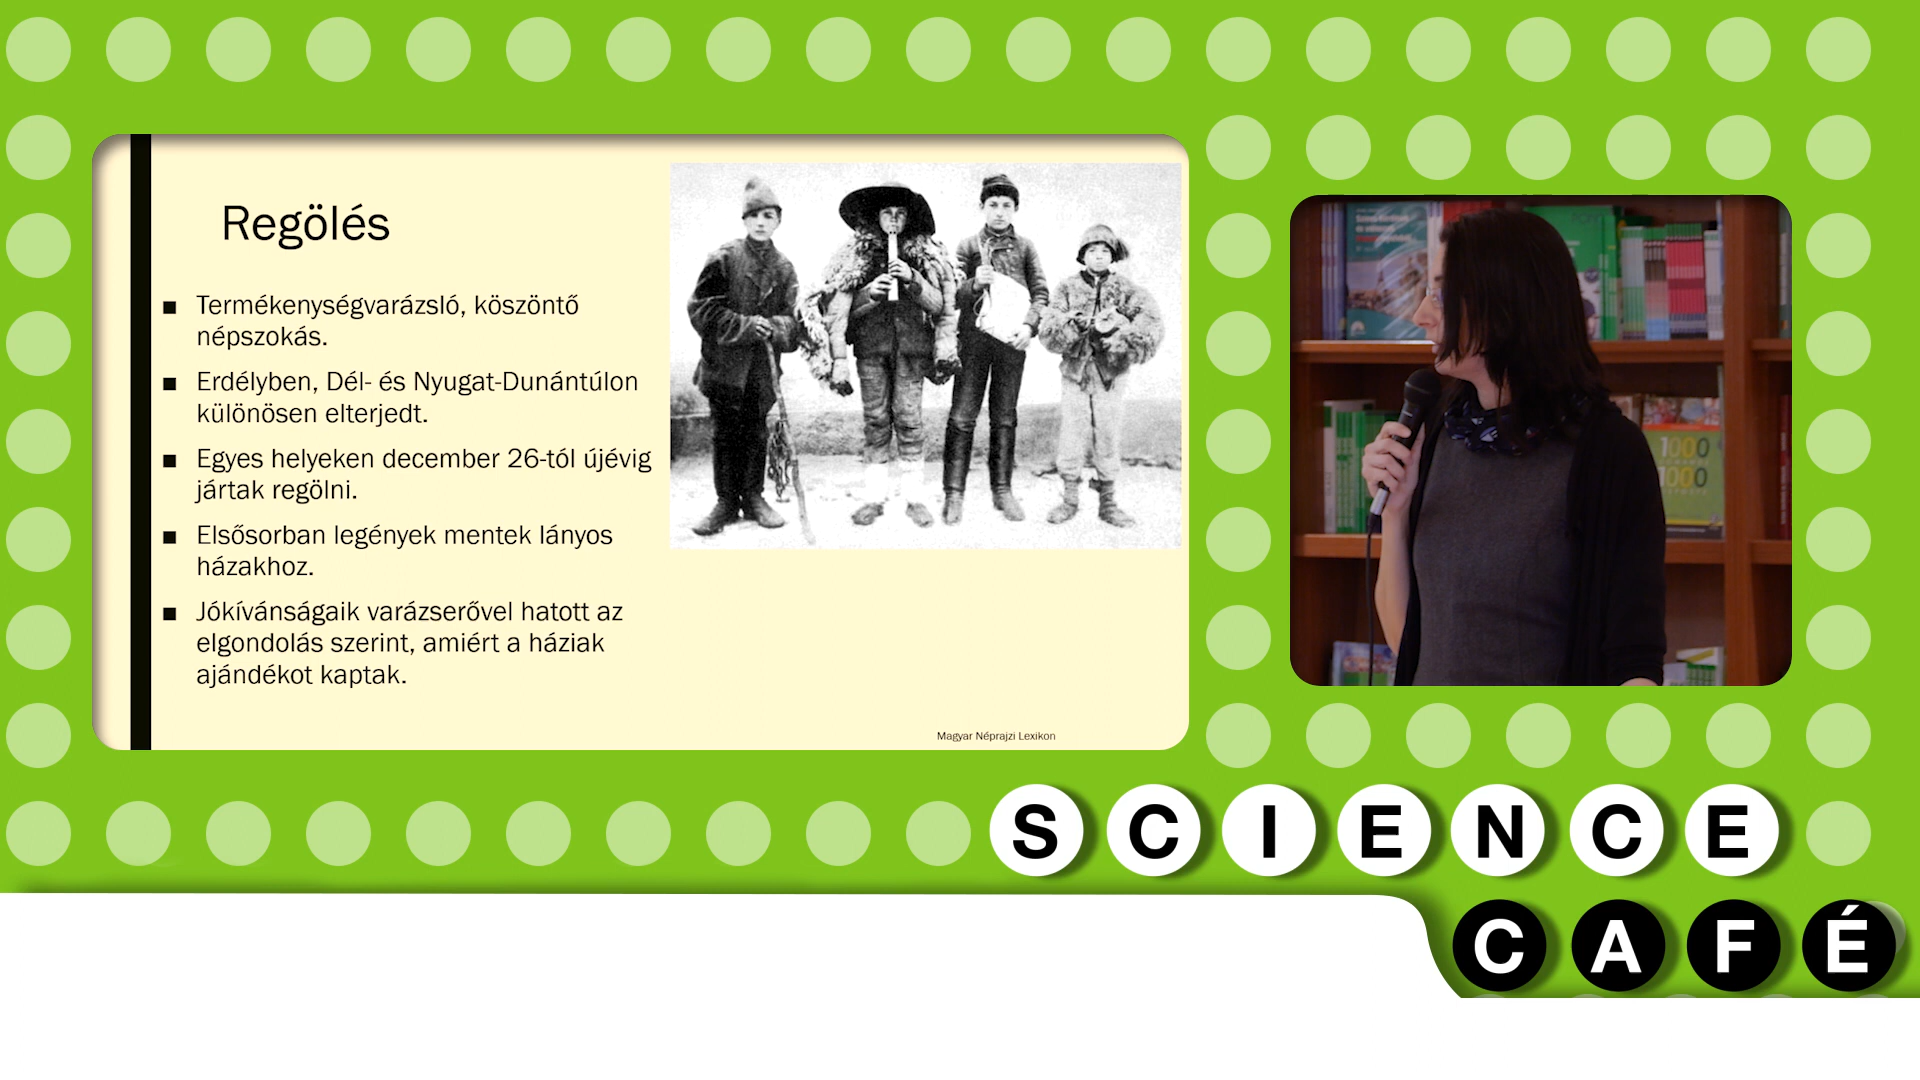 Regölés
■ Termékenységvarázsló, köszöntő
népszokás.
■ Erdélyben, Dél- és Nyugat-Dunántúlon
különösen elterjedt.
■ Egyes helyeken december 26-tól újévig
jártak regölni.
■ Elsősorban legények mentek lányos
házakhoz.
■ Jókívánságaik varázserővel hatott az
elgondolás szerint, amiért a háziak
ajándékot kaptak.
Magyar Néprajzi Lexikon
1000
1000
SCIENCE
CAFÉ